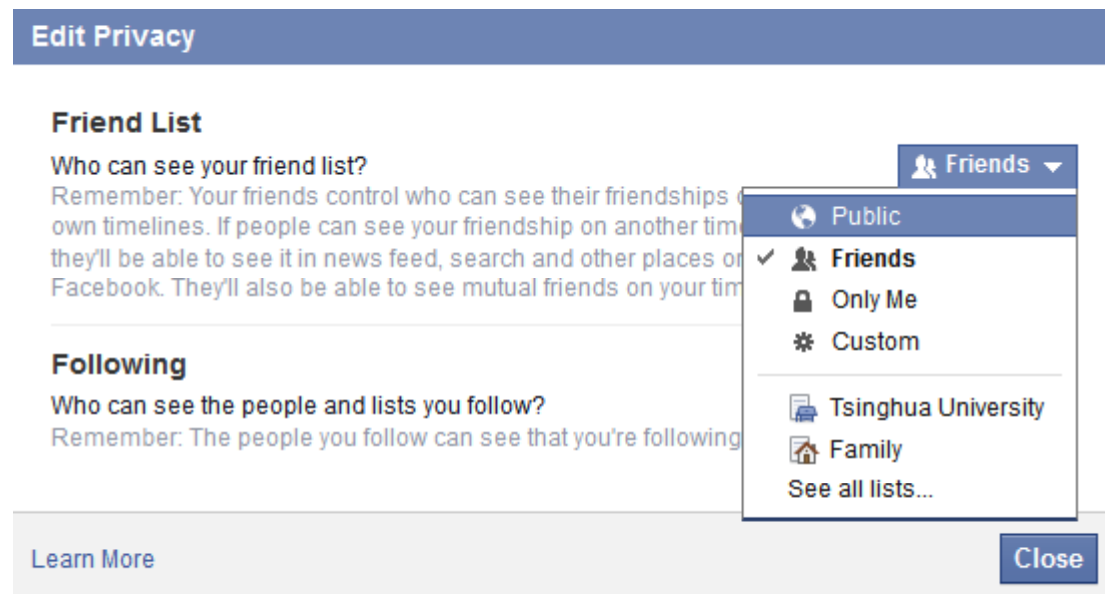 Edit Privacy
Friend List
Who can see your friend list?
Friends
Remember: Your friends control who can see their friendships
own timelines. If people can see your friendship on another
they'll be able to see it in news feed, search and other places
Facebook. They'll also be able to see mutual friends on your
Public
Friends
Only Me
Custom
Tsinghua University
Family
See all lists...
Following
Who can see the people and lists you follow?
Remember: The people you follow can see that you're following
Learn More
Close